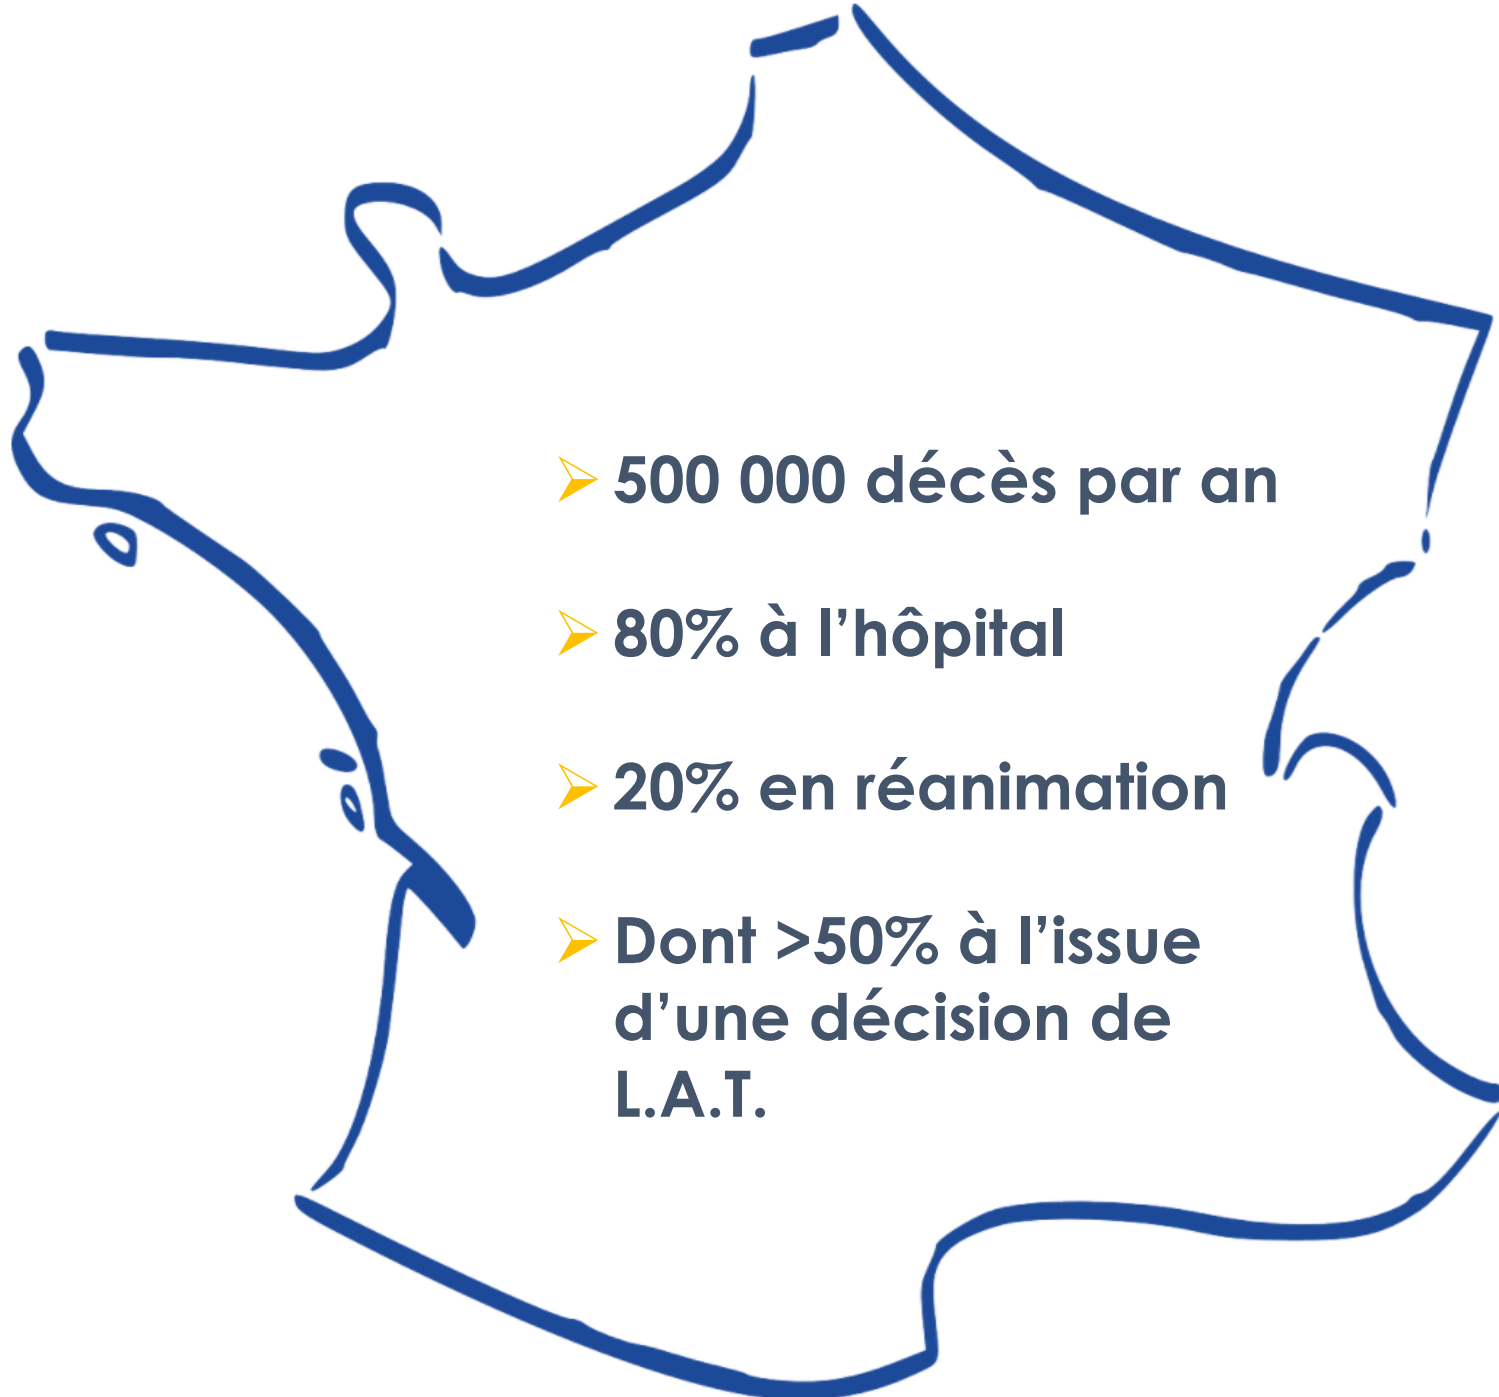 500 000 décès par an
80% à l’hôpital
20% en réanimation
Dont >50% à l’issue
d’une décision de
L.A.T.